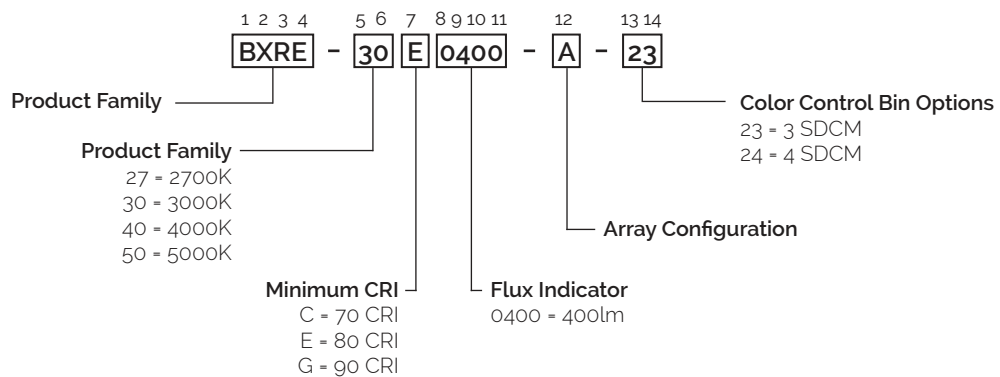 1 2 3 4 5 6 7 8 9 10 11 12 13 14
BXRE - 30 E 0400 - A - 23
Product Family
Color Control Bin Options
23 = 3 SDCM
24 = 4 SDCM
Product Family
27 = 2700K
30 = 3000K
40 = 4000K
50 = 5000K
Array Configuration
Minimum CRI
C = 70 CRI
E = 80 CRI
G = 90 CRI
Flux Indicator
0400 = 400lm